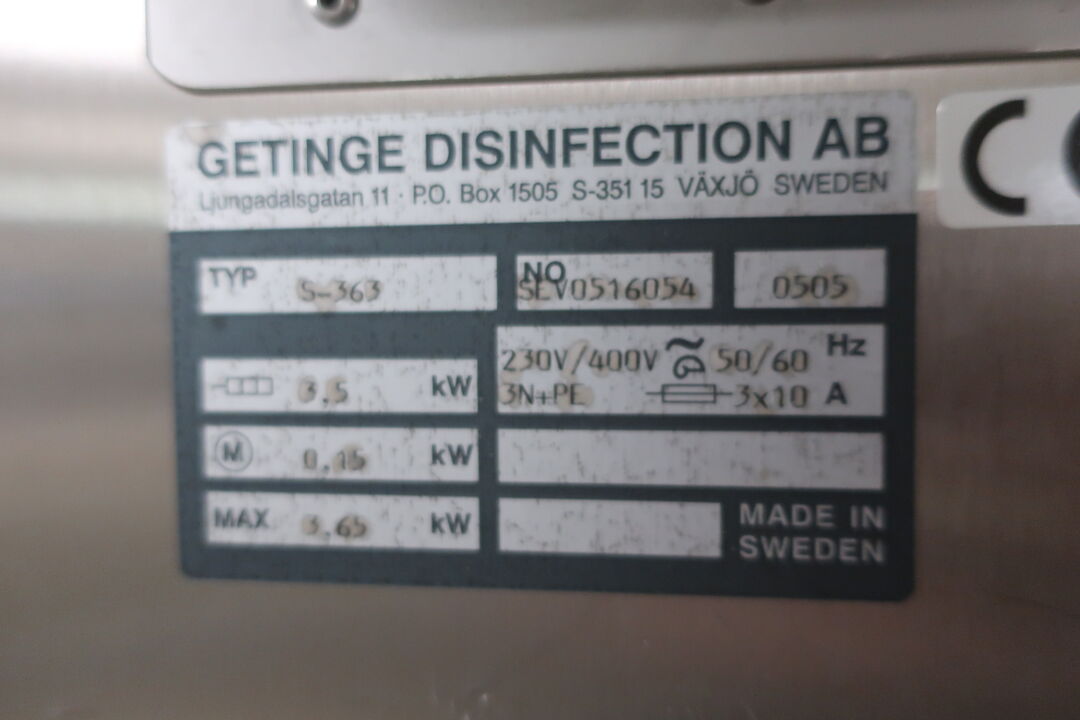 GETINGE DISINFECTION AB
Ljungadalsgatan 11 · P.O. Box 1505 S-351 15 VÄXJÖ SWEDEN
TYP S-363 NO SEV0516054 0505
230V/400V 50/60 Hz
3,5 kW 3N+PE 3x10 A
M 0,15 kW
MAX 3,65 kW
MADE IN
SWEDEN
C